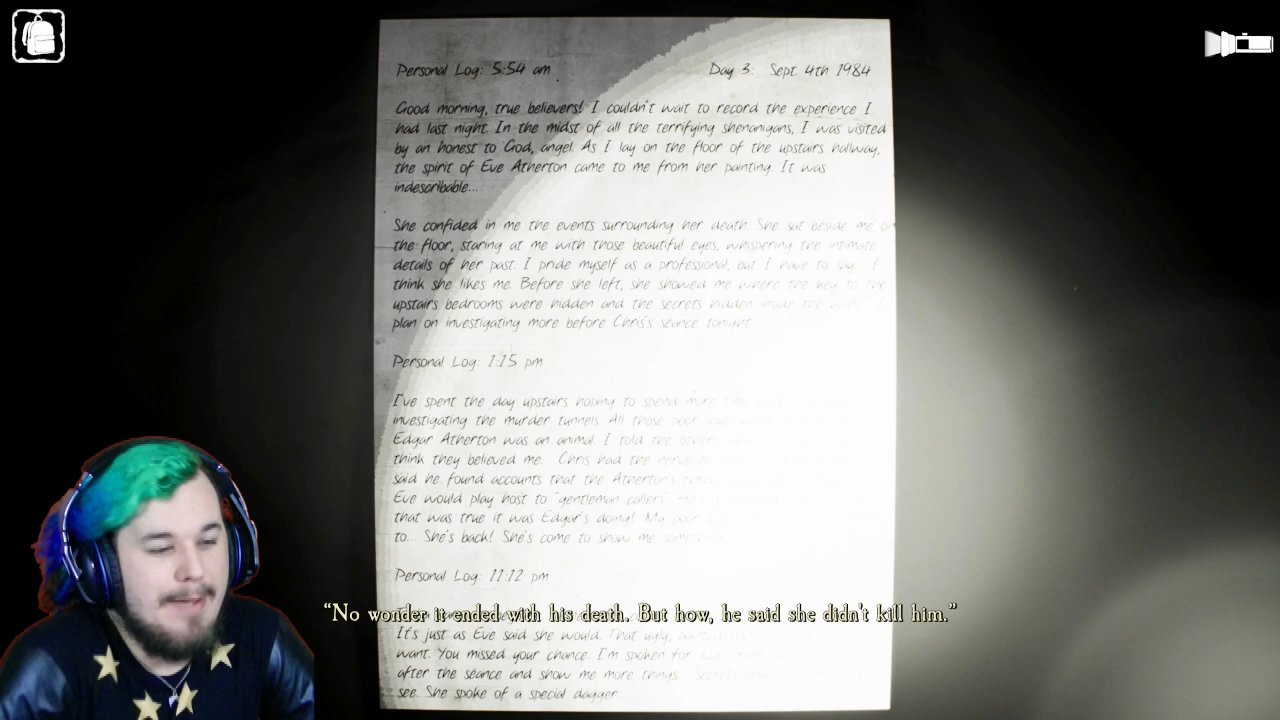 Personal Log: 5:54 am. Day 3: Sept. 4th 1984
Good morning, true believers! I couldn't wait to record the experience I
had last night. In the midst of all the terrifying shenanigans, I was visited
by an honest to God, angel. As I lay on the floor of the upstairs hallway,
the spirit of Eve Atherton came to me from her painting. It was
indescribable...
She confided in me the events surrounding her death. She sat beside me on
the floor, staring at me with those beautiful eyes, whispering the intimate
details of her past. I pride myself as a professional, but I have to say I
think she likes me. Before she left, she showed me where the key to the
upstairs bedrooms were hidden and the secrets hidden inside the
plan on investigating more before Chris's séance tonight
Personal Log: 1:15 pm
I've spent the day upstairs hoping to spend more
investigating the murder tunnels. All those poor
Edgar Atherton was an animal. I told the
think they believed me. Chris had the nerve
said he found accounts that the Atherton's
Eve would play host to "gentleman callers"
that was true it was Edgar's doing! My
to... She's back! She's come to show me
Personal Log: 11:12 pm
"No wonder it ended with his death. But how, he said she didn't kill him."
It's just as Eve said she would. That ugly,
want. You missed your chance. I'm spoken for
after the séance and show me more things.
see. She spoke of a special dagger